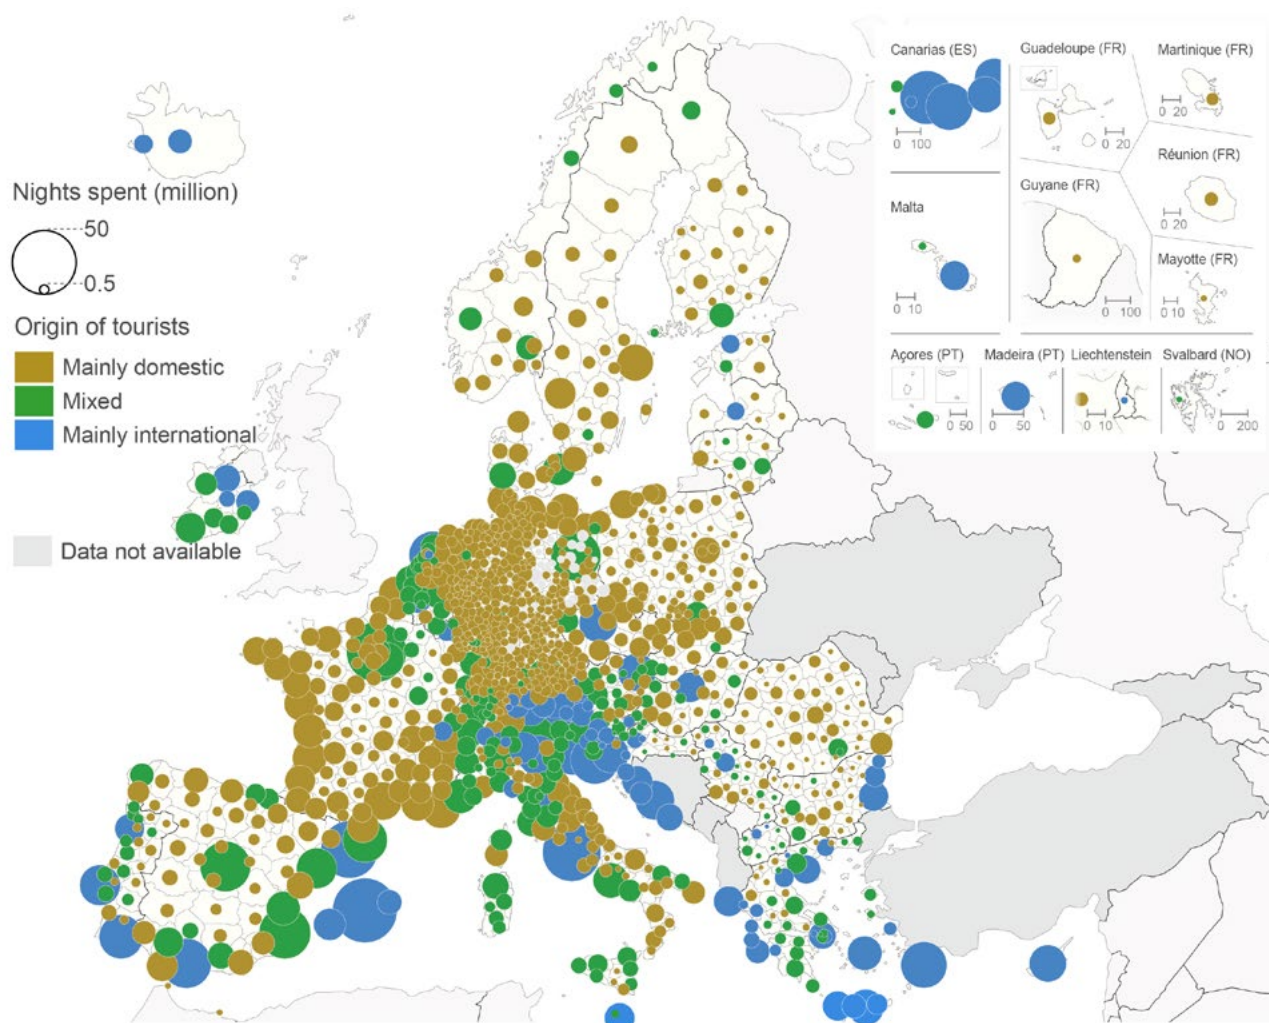 Nights spent (million)
50
0.5
Origin of tourists
Mainly domestic
Mixed
Mainly international
Data not available
Canarias (ES)
0 100
Guadeloupe (FR)
0 20
Martinique (FR)
0 20
Réunion (FR)
0 20
Malta
0 10
Guyane (FR)
0 100
Mayotte (FR)
0 10
Açores (PT)
0 50
Madeira (PT)
0 50
Liechtenstein
0 10
Svalbard (NO)
0 200